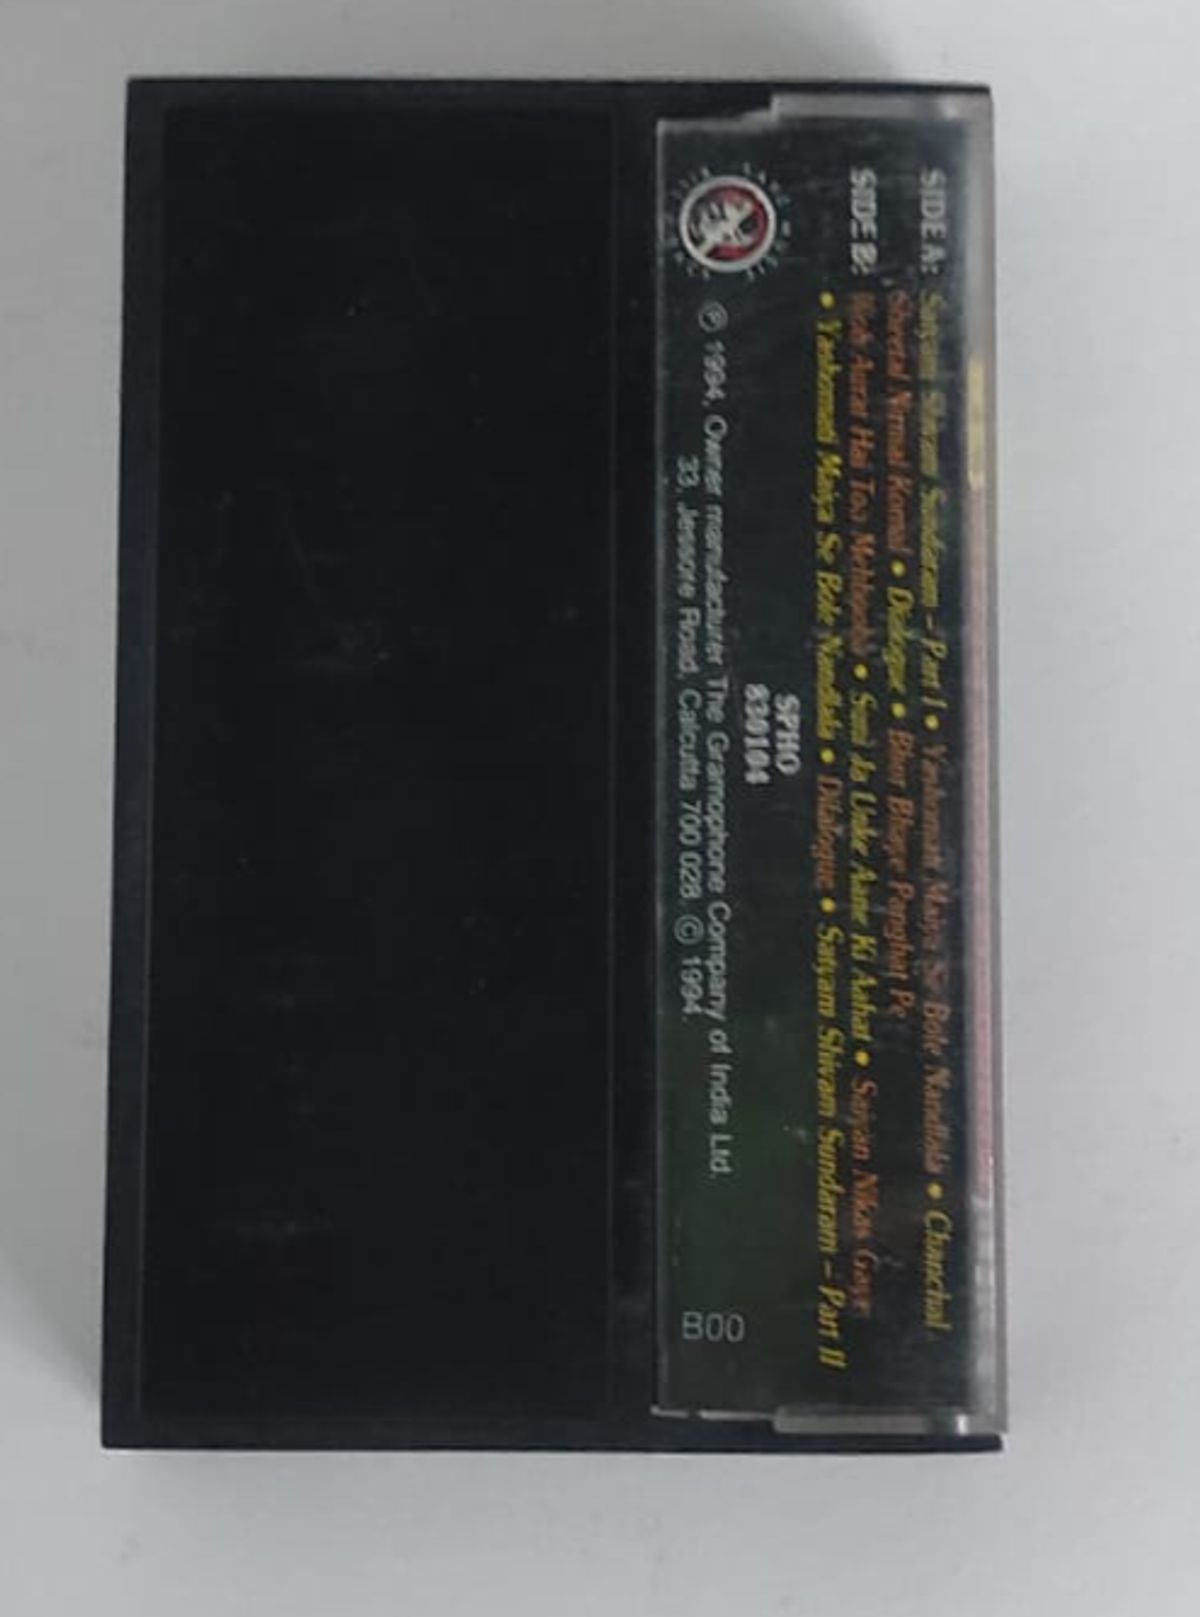 SIDE A: Satyam Shivam Sundaram – Part I • Yashomati Maiya Se Bole Nandlala • Chanchal
Sheetal Nirmal Komal • Dialogue • Bhor Bhaye Panghat Pe
SIDE B: Woh Aurat Hai Too Mehbooba • Suni Jo Unke Aane Ki Aahat • Saiyan Nikas Gaye
• Yashomati Maiya Se Bole Nandlala • Dilalogue • Satyam Shivam Sundaram – Part II
SPHO
830104
℗ 1994, Owner manufacturer The Gramophone Company of India Ltd.
33, Jessore Road, Calcutta 700 028. © 1994.
B00